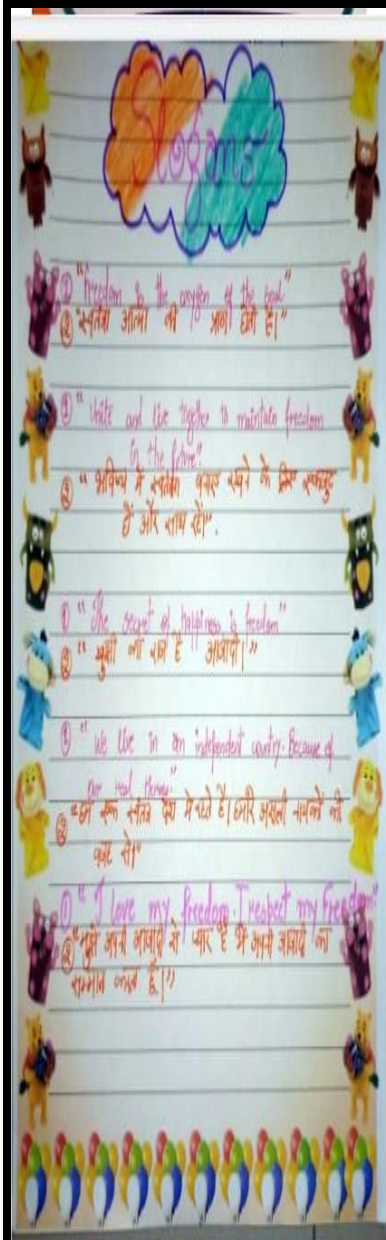 Slogans
① "Freedom is the oxygen of the soul"
② "स्वतंत्रता आत्मा की प्राण होती है।"
① "Unite and live together to maintain freedom
in the future."
② "भविष्य में स्वतंत्रता बनाए रखने के लिए एकजुट
हों और साथ रहें।"
① "The secret of happiness is freedom"
② "खुशी का राज है आजादी।"
① "We live in an independent country. Because of
our real heroes."
② "हम एक स्वतंत्र देश में रहते हैं। हमारे असली नायकों की
वजह से।"
① "I love my freedom. I respect my freedom"
② "मुझे अपनी आजादी से प्यार है मैं अपनी आजादी का
सम्मान करता हूँ।"